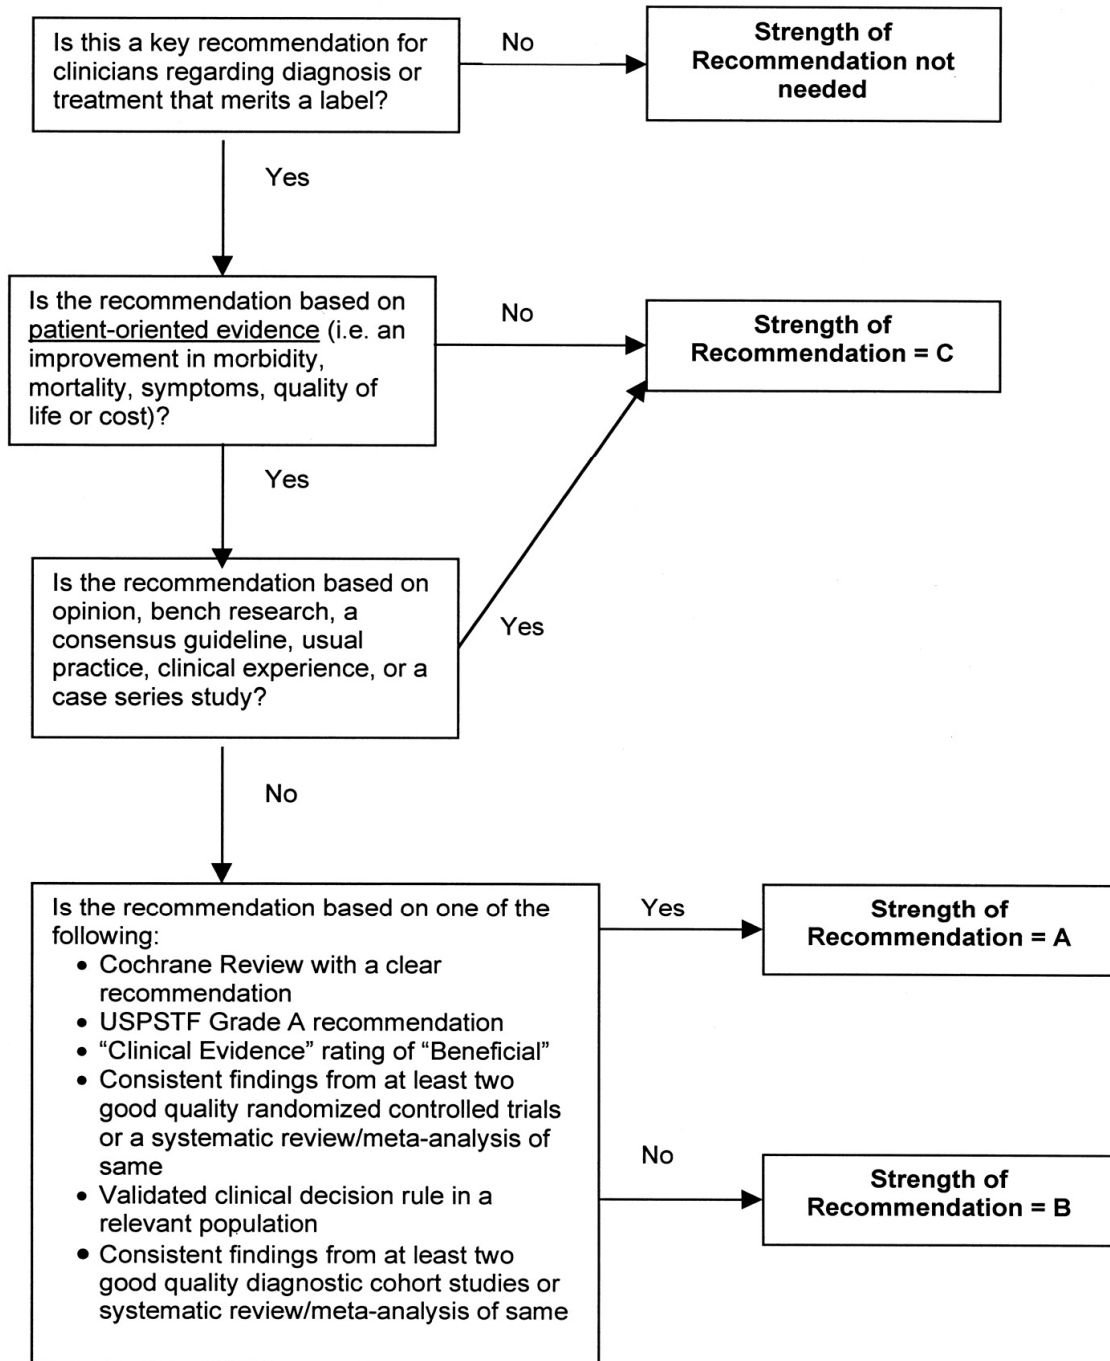 Is this a key recommendation for
clinicians regarding diagnosis or
treatment that merits a label?
No
Strength of
Recommendation not
needed
Yes
Is the recommendation based on
patient-oriented evidence (i.e. an
improvement in morbidity,
mortality, symptoms, quality of
life or cost)?
No
Strength of
Recommendation = C
Yes
Is the recommendation based on
opinion, bench research, a
consensus guideline, usual
practice, clinical experience, or a
case series study?
Yes
No
Is the recommendation based on one of the
following:
• Cochrane Review with a clear
recommendation
• USPSTF Grade A recommendation
• “Clinical Evidence” rating of “Beneficial”
• Consistent findings from at least two
good quality randomized controlled trials
or a systematic review/meta-analysis of
same
• Validated clinical decision rule in a
relevant population
• Consistent findings from at least two
good quality diagnostic cohort studies or
systematic review/meta-analysis of same
Yes
Strength of
Recommendation = A
No
Strength of
Recommendation = B